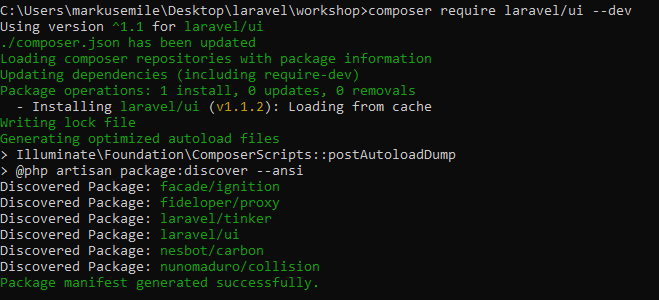 C:\Users\markusemile\Desktop\laravel\workshop>composer require laravel/ui --dev
Using version ^1.1 for laravel/ui
./composer.json has been updated
Loading composer repositories with package information
Updating dependencies (including require-dev)
Package operations: 1 install, 0 updates, 0 removals
  - Installing laravel/ui (v1.1.2): Loading from cache
Writing lock file
Generating optimized autoload files
> Illuminate\Foundation\ComposerScripts::postAutoloadDump
> @php artisan package:discover --ansi
Discovered Package: facade/ignition
Discovered Package: fideloper/proxy
Discovered Package: laravel/tinker
Discovered Package: laravel/ui
Discovered Package: nesbot/carbon
Discovered Package: nunomaduro/collision
Package manifest generated successfully.